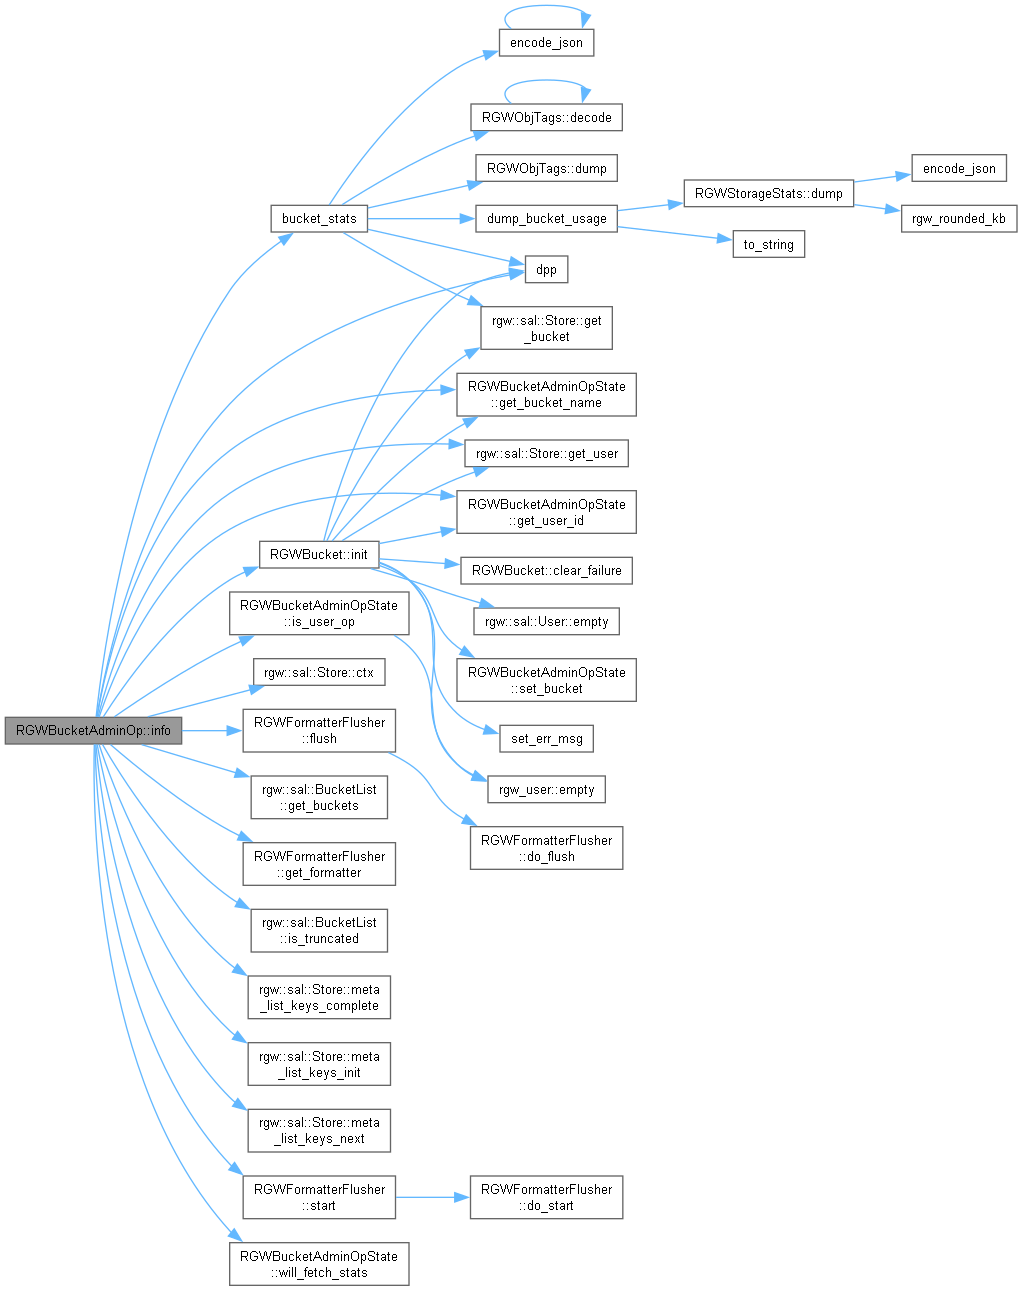 encode_json
RGWObjTags::decode
RGWObjTags::dump
encode_json
RGWStorageStats::dump
bucket_stats
dump_bucket_usage
rgw_rounded_kb
to_string
dpp
rgw::sal::Store::get
_bucket
RGWBucketAdminOpState
::get_bucket_name
rgw::sal::Store::get_user
RGWBucketAdminOpState
::get_user_id
RGWBucket::init
RGWBucket::clear_failure
RGWBucketAdminOpState
::is_user_op
rgw::sal::User::empty
rgw::sal::Store::ctx
RGWBucketAdminOpState
::set_bucket
RGWBucketAdminOp::info
RGWFormatterFlusher
::flush
set_err_msg
rgw::sal::BucketList
::get_buckets
rgw_user::empty
RGWFormatterFlusher
::get_formatter
RGWFormatterFlusher
::do_flush
rgw::sal::BucketList
::is_truncated
rgw::sal::Store::meta
_list_keys_complete
rgw::sal::Store::meta
_list_keys_init
rgw::sal::Store::meta
_list_keys_next
RGWFormatterFlusher
::start
RGWFormatterFlusher
::do_start
RGWBucketAdminOpState
::will_fetch_stats